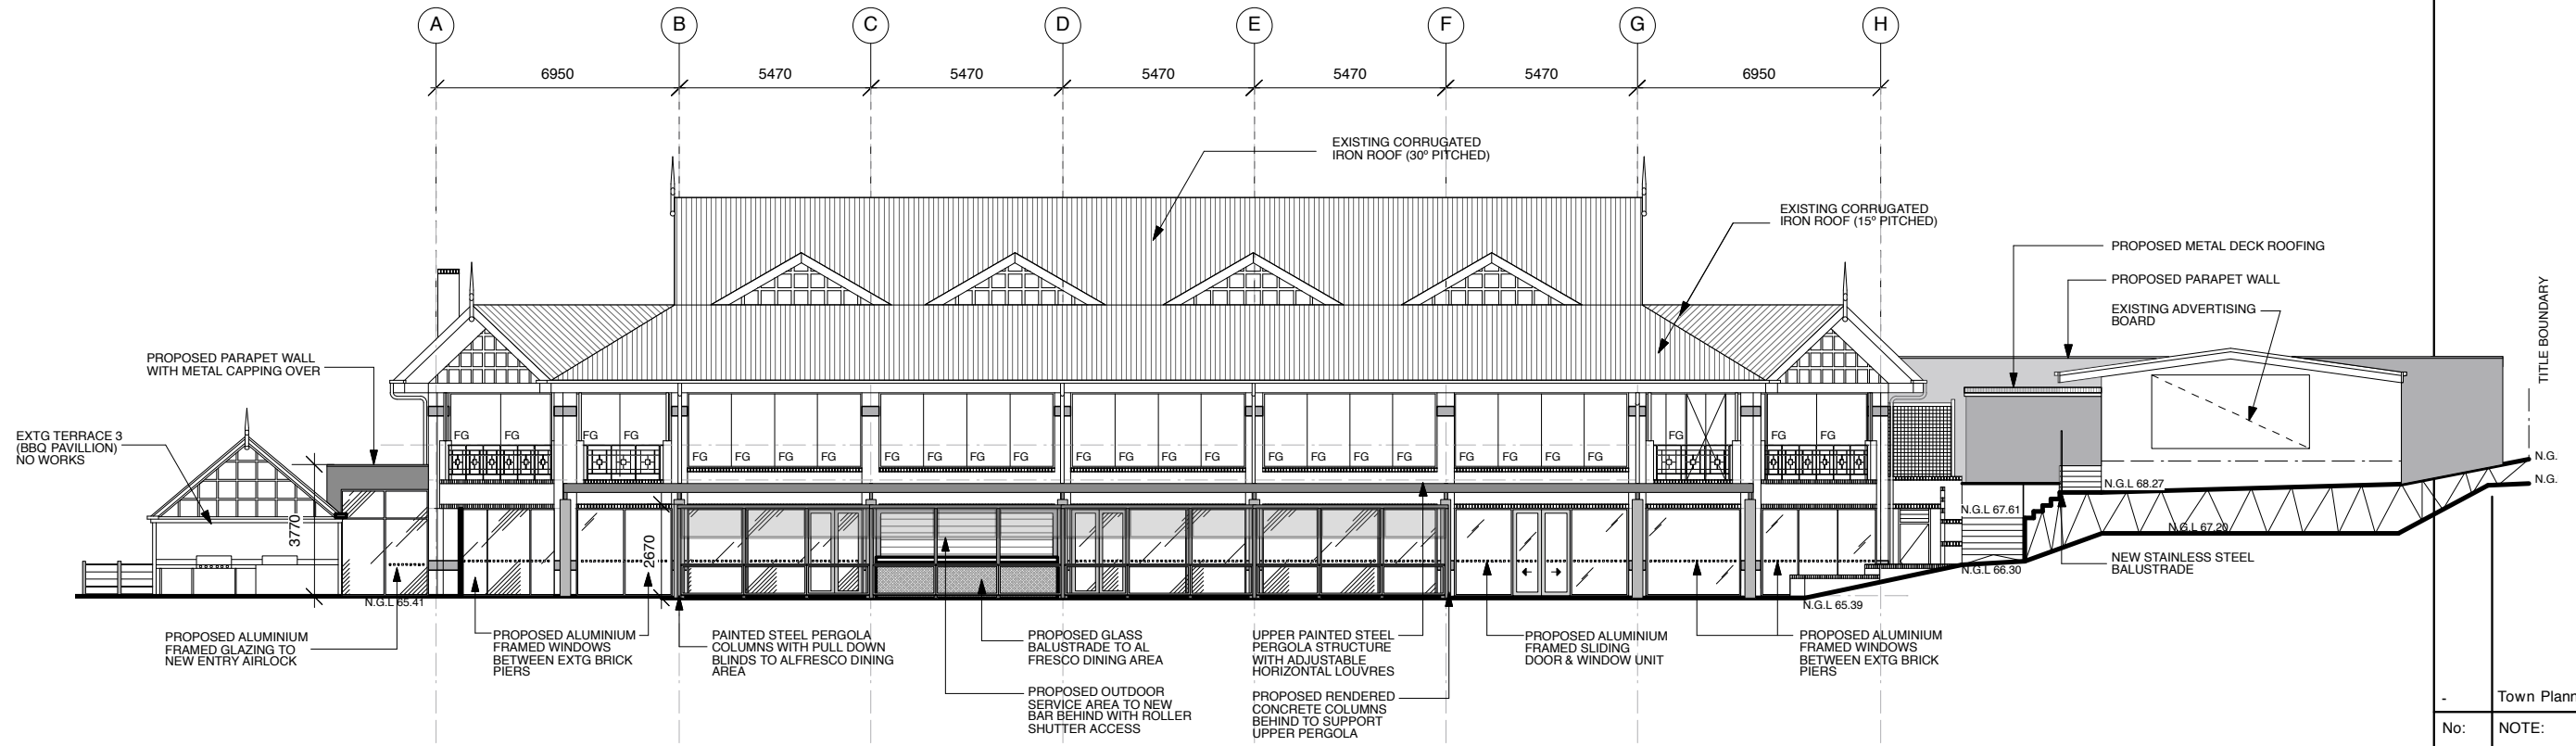 A
B
C
D
E
F
G
H
6950
5470
5470
5470
5470
5470
6950
EXISTING CORRUGATED
IRON ROOF (30º PITCHED)
EXISTING CORRUGATED
IRON ROOF (15º PITCHED)
PROPOSED METAL DECK ROOFING
PROPOSED PARAPET WALL
EXISTING ADVERTISING
BOARD
TITLE BOUNDARY
PROPOSED PARAPET WALL
WITH METAL CAPPING OVER
EXTG TERRACE 3
(BBQ PAVILLION)
NO WORKS
FG FG FG FG
FG FG FG FG
FG FG FG FG
FG FG FG FG
FG FG FG FG
FG FG FG FG
FG FG FG
N.G.
N.G.
N.G.L 68.27
N.G.L 67.61
N.G.L 67.20
N.G.L 66.30
N.G.L 65.39
N.G.L 65.41
3770
2670
NEW STAINLESS STEEL
BALUSTRADE
PROPOSED ALUMINIUM
FRAMED GLAZING TO
NEW ENTRY AIRLOCK
PROPOSED ALUMINIUM
FRAMED WINDOWS
BETWEEN EXTG BRICK
PIERS
PAINTED STEEL PERGOLA
COLUMNS WITH PULL DOWN
BLINDS TO ALFRESCO DINING
AREA
PROPOSED GLASS
BALUSTRADE TO AL
FRESCO DINING AREA
PROPOSED OUTDOOR
SERVICE AREA TO NEW
BAR BEHIND WITH ROLLER
SHUTTER ACCESS
UPPER PAINTED STEEL
PERGOLA STRUCTURE
WITH ADJUSTABLE
HORIZONTAL LOUVRES
PROPOSED RENDERED
CONCRETE COLUMNS
BEHIND TO SUPPORT
UPPER PERGOLA
PROPOSED ALUMINIUM
FRAMED SLIDING
DOOR & WINDOW UNIT
PROPOSED ALUMINIUM
FRAMED WINDOWS
BETWEEN EXTG BRICK
PIERS
- Town Plann
No: NOTE: